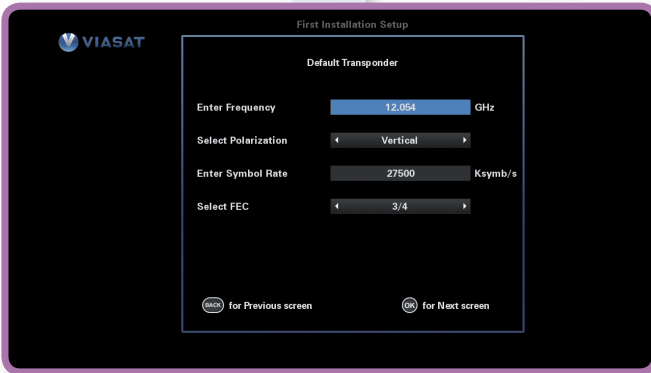 First Installation Setup
VIASAT
Default Transponder
Enter Frequency 12.054 GHz
Select Polarization Vertical
Enter Symbol Rate 27500 Ksymb/s
Select FEC 3/4
BACK for Previous screen OK for Next screen